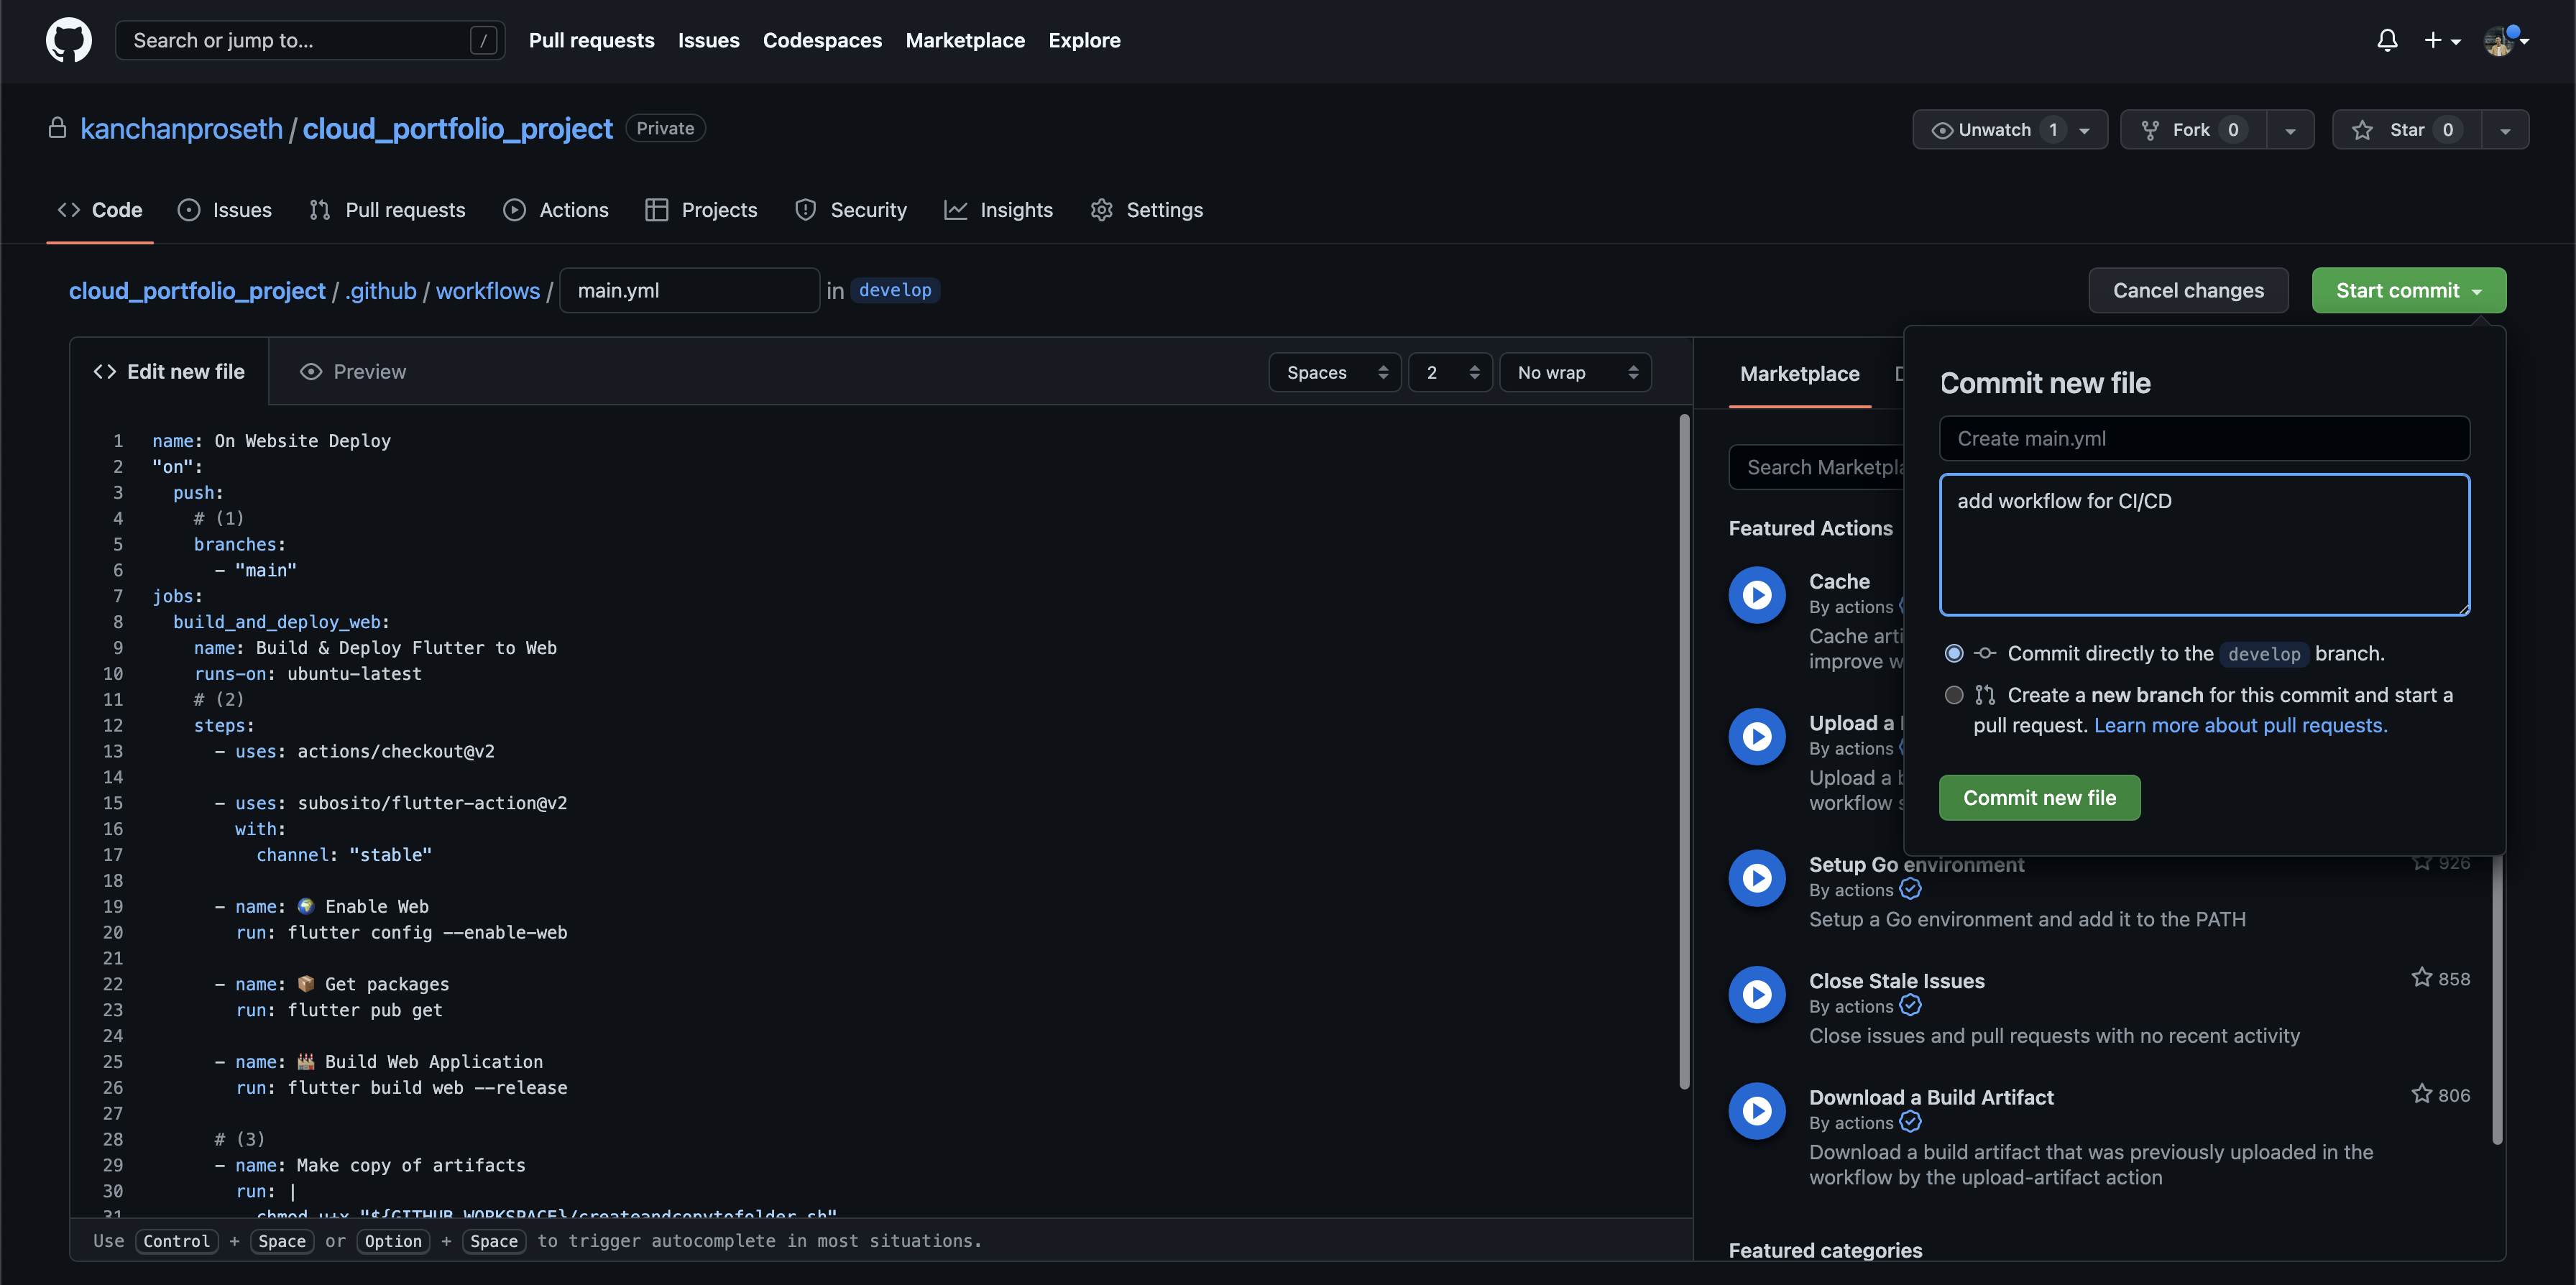 Search or jump to... /
Pull requests Issues Codespaces Marketplace Explore
kanchanproseth / cloud_portfolio_project Private
Unwatch 1 Fork 0 Star 0
Code Issues Pull requests Actions Projects Security Insights Settings
cloud_portfolio_project / .github / workflows / main.yml in develop
Cancel changes Start commit
Edit new file Preview
Spaces 2 No wrap
1 name: On Website Deploy
2 "on":
3 push:
4 # (1)
5 branches:
6 - "main"
7 jobs:
8 build_and_deploy_web:
9 name: Build & Deploy Flutter to Web
10 runs-on: ubuntu-latest
11 # (2)
12 steps:
13 - uses: actions/checkout@v2
14
15 - uses: subosito/flutter-action@v2
16 with:
17 channel: "stable"
18
19 - name: 🌍 Enable Web
20 run: flutter config --enable-web
21
22 - name: 📦 Get packages
23 run: flutter pub get
24
25 - name: 🏭 Build Web Application
26 run: flutter build web --release
27
28 # (3)
29 - name: Make copy of artifacts
30 run: |
31 chmod u+x "${GITHUB_WORKSPACE}/createandcopytofolder.sh"
Use Control + Space or Option + Space to trigger autocomplete in most situations.
Marketplace
Search Marketpla
Featured Actions
Cache
By actions
Cache arti
improve w
Upload a
By actions
Upload a b
workflow s
Setup Go environment
926
By actions
Setup a Go environment and add it to the PATH
Close Stale Issues
858
By actions
Close issues and pull requests with no recent activity
Download a Build Artifact
806
By actions
Download a build artifact that was previously uploaded in the
workflow by the upload-artifact action
Featured categories
Commit new file
Create main.yml
add workflow for CI/CD
Commit directly to the develop branch.
Create a new branch for this commit and start a
pull request. Learn more about pull requests.
Commit new file